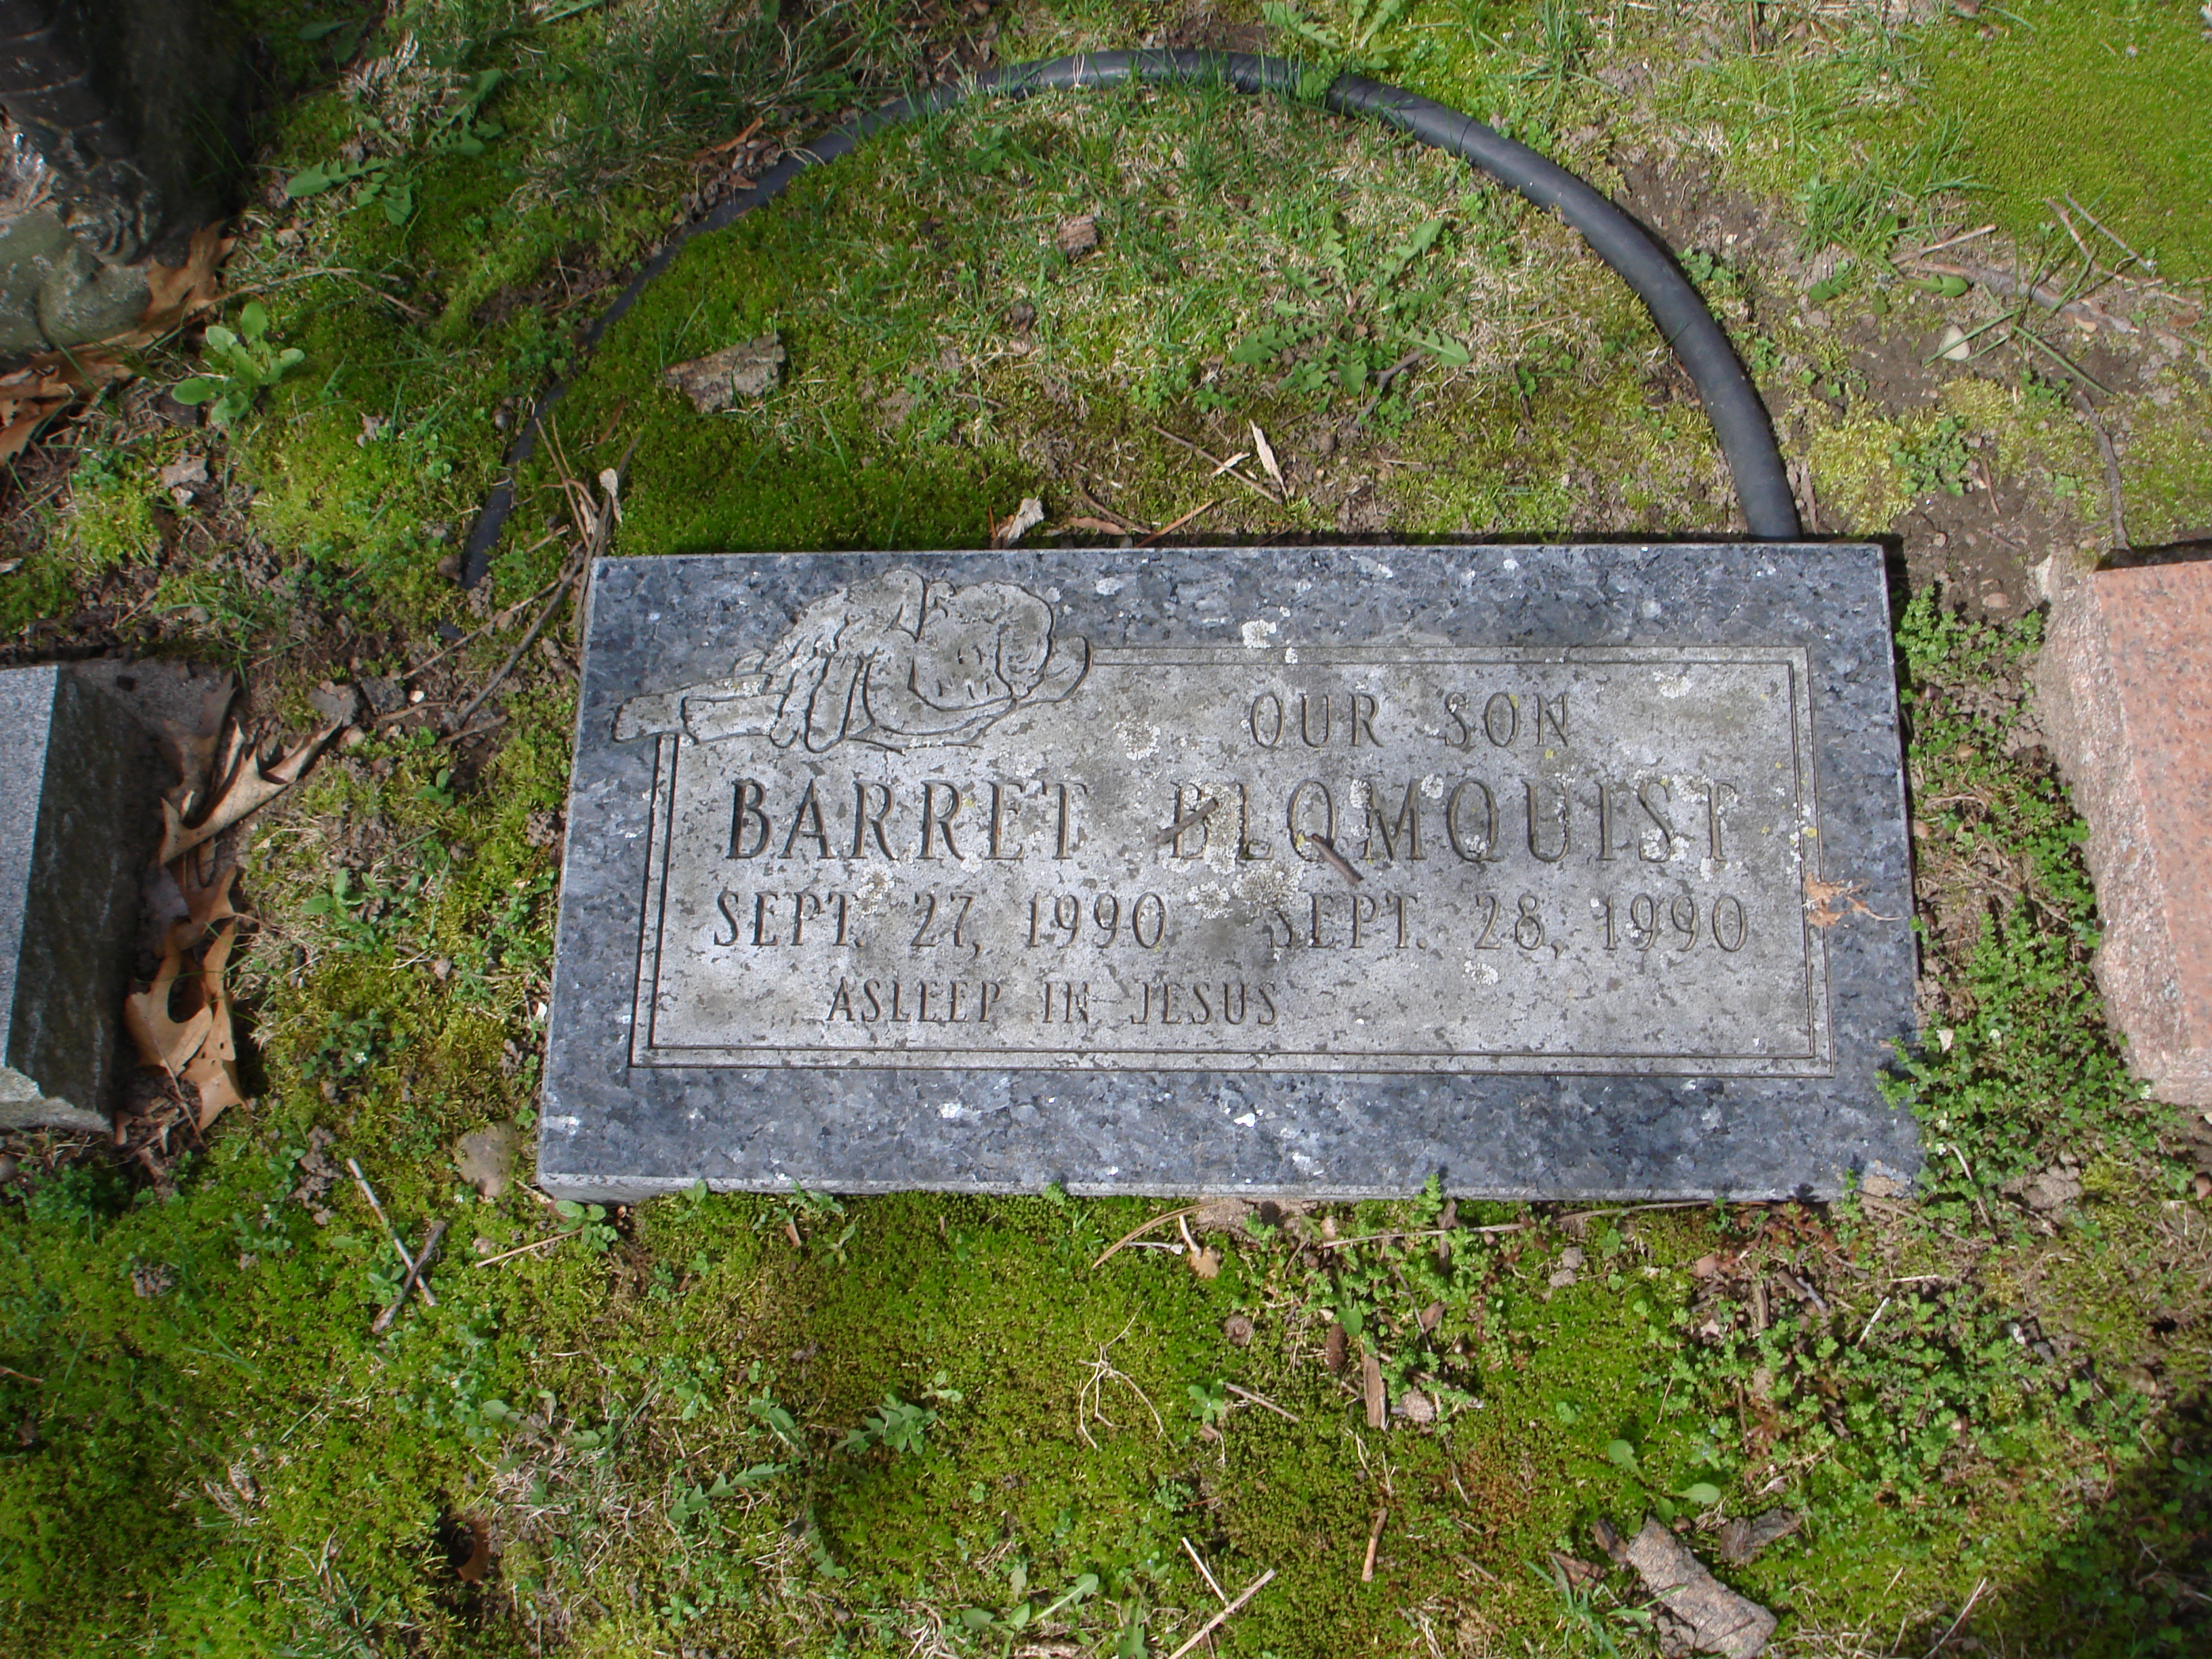 OUR SON
BARRET BLOMQUIST
SEPT. 27, 1990 SEPT. 28, 1990
ASLEEP IN JESUS